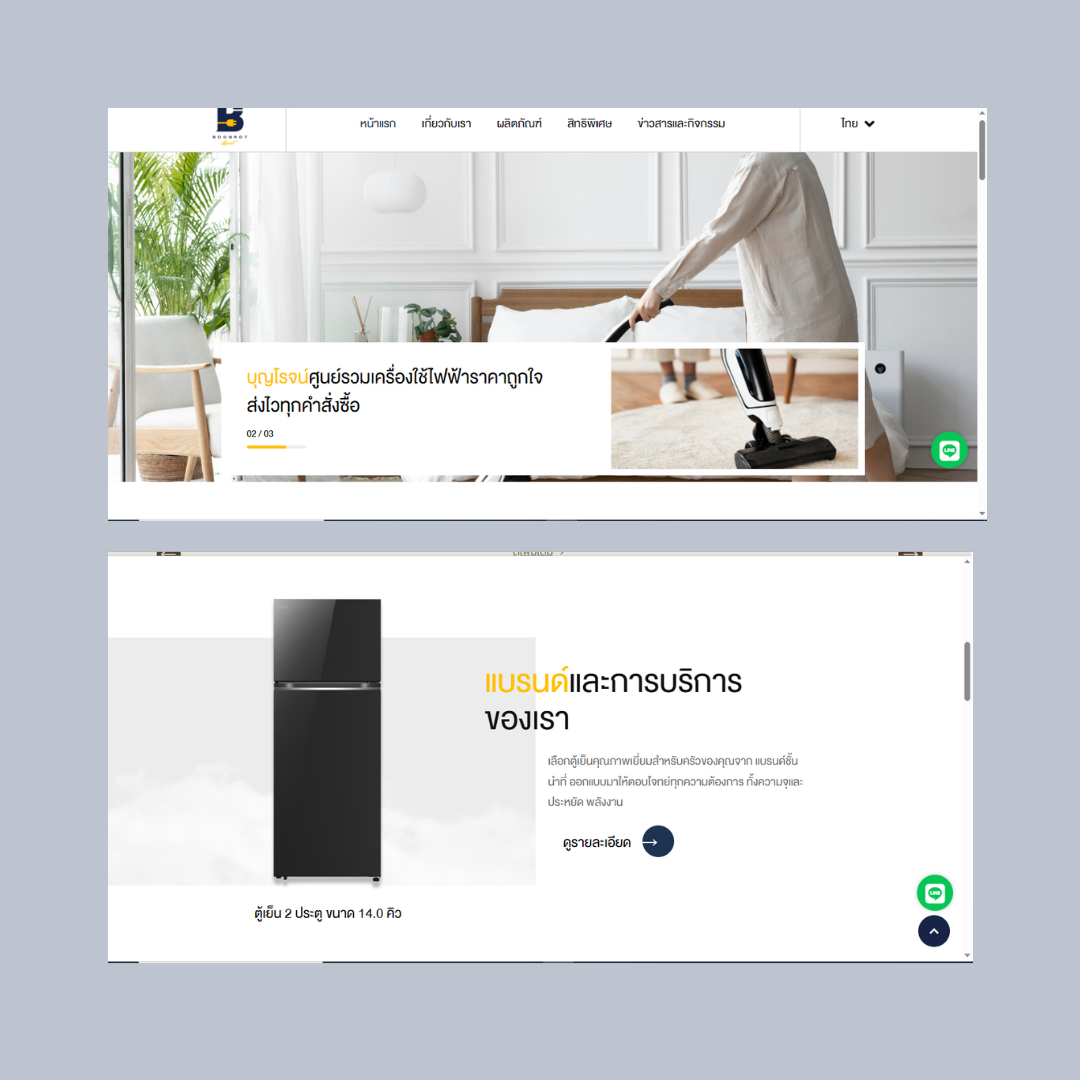 BOONROT
หน้าแรก เกี่ยวกับเรา ผลิตภัณฑ์ สิทธิพิเศษ ข่าวสารและกิจกรรม ไทย
บุญโรจน์ศูนย์รวมเครื่องใช้ไฟฟ้าราคาถูกใจ
ส่งไวทุกคำสั่งซื้อ
02 / 03
LINE
แบรนด์และการบริการ
ของเรา
เลือกตู้เย็นคุณภาพเยี่ยมสำหรับครัวของคุณจาก แบรนด์ชั้น
นำที่ ออกแบบมาให้ตอบโจทย์ทุกความต้องการ ทั้งความจุและ
ประหยัด พลังงาน
ดูรายละเอียด
LINE
ตู้เย็น 2 ประตู ขนาด 14.0 คิว